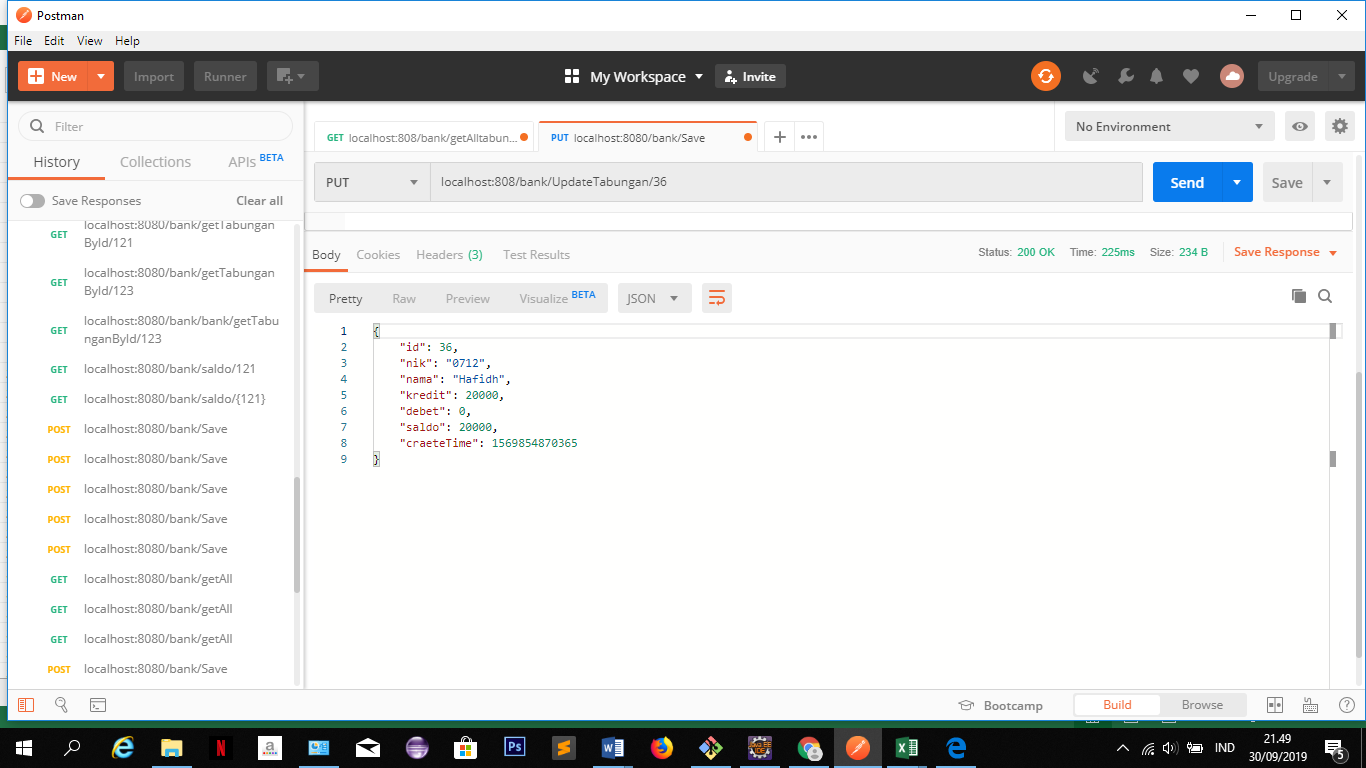 Postman
File Edit View Help
New Import Runner My Workspace Invite Upgrade
Filter
History Collections APIs BETA
Save Responses Clear all
GET localhost:8080/bank/getTabungan
ById/121
GET localhost:8080/bank/getTabungan
ById/123
GET localhost:8080/bank/bank/getTabu
nganById/123
GET localhost:8080/bank/saldo/121
GET localhost:8080/bank/saldo/{121}
POST localhost:8080/bank/Save
POST localhost:8080/bank/Save
POST localhost:8080/bank/Save
POST localhost:8080/bank/Save
POST localhost:8080/bank/Save
GET localhost:8080/bank/getAll
GET localhost:8080/bank/getAll
GET localhost:8080/bank/getAll
POST localhost:8080/bank/Save
GET localhost:808/bank/getAlltabun... PUT localhost:8080/bank/Save
No Environment
PUT localhost:808/bank/UpdateTabungan/36 Send Save
Body Cookies Headers (3) Test Results Status: 200 OK Time: 225ms Size: 234 B Save Response
Pretty Raw Preview Visualize BETA JSON
1 {
2 "id": 36,
3 "nik": "0712",
4 "nama": "Hafidh",
5 "kredit": 20000,
6 "debet": 0,
7 "saldo": 20000,
8 "craeteTime": 1569854870365
9 }
Bootcamp Build Browse
IND
21.49
30/09/2019
5